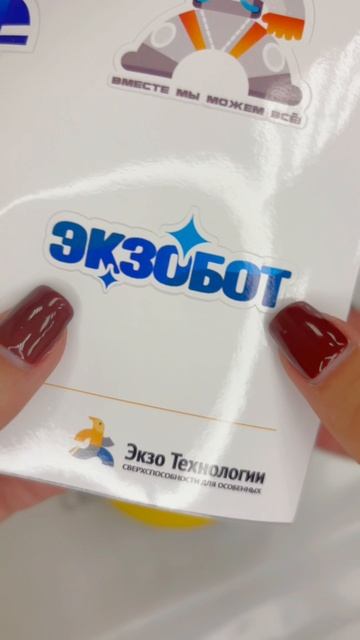 ВМЕСТЕ МЫ МОЖЕМ ВСЁ!
ЭКЗОБОТ
Экзо Технологии
СВЕРХСПОСОБНОСТИ ДЛЯ ОСОБЕННЫХ